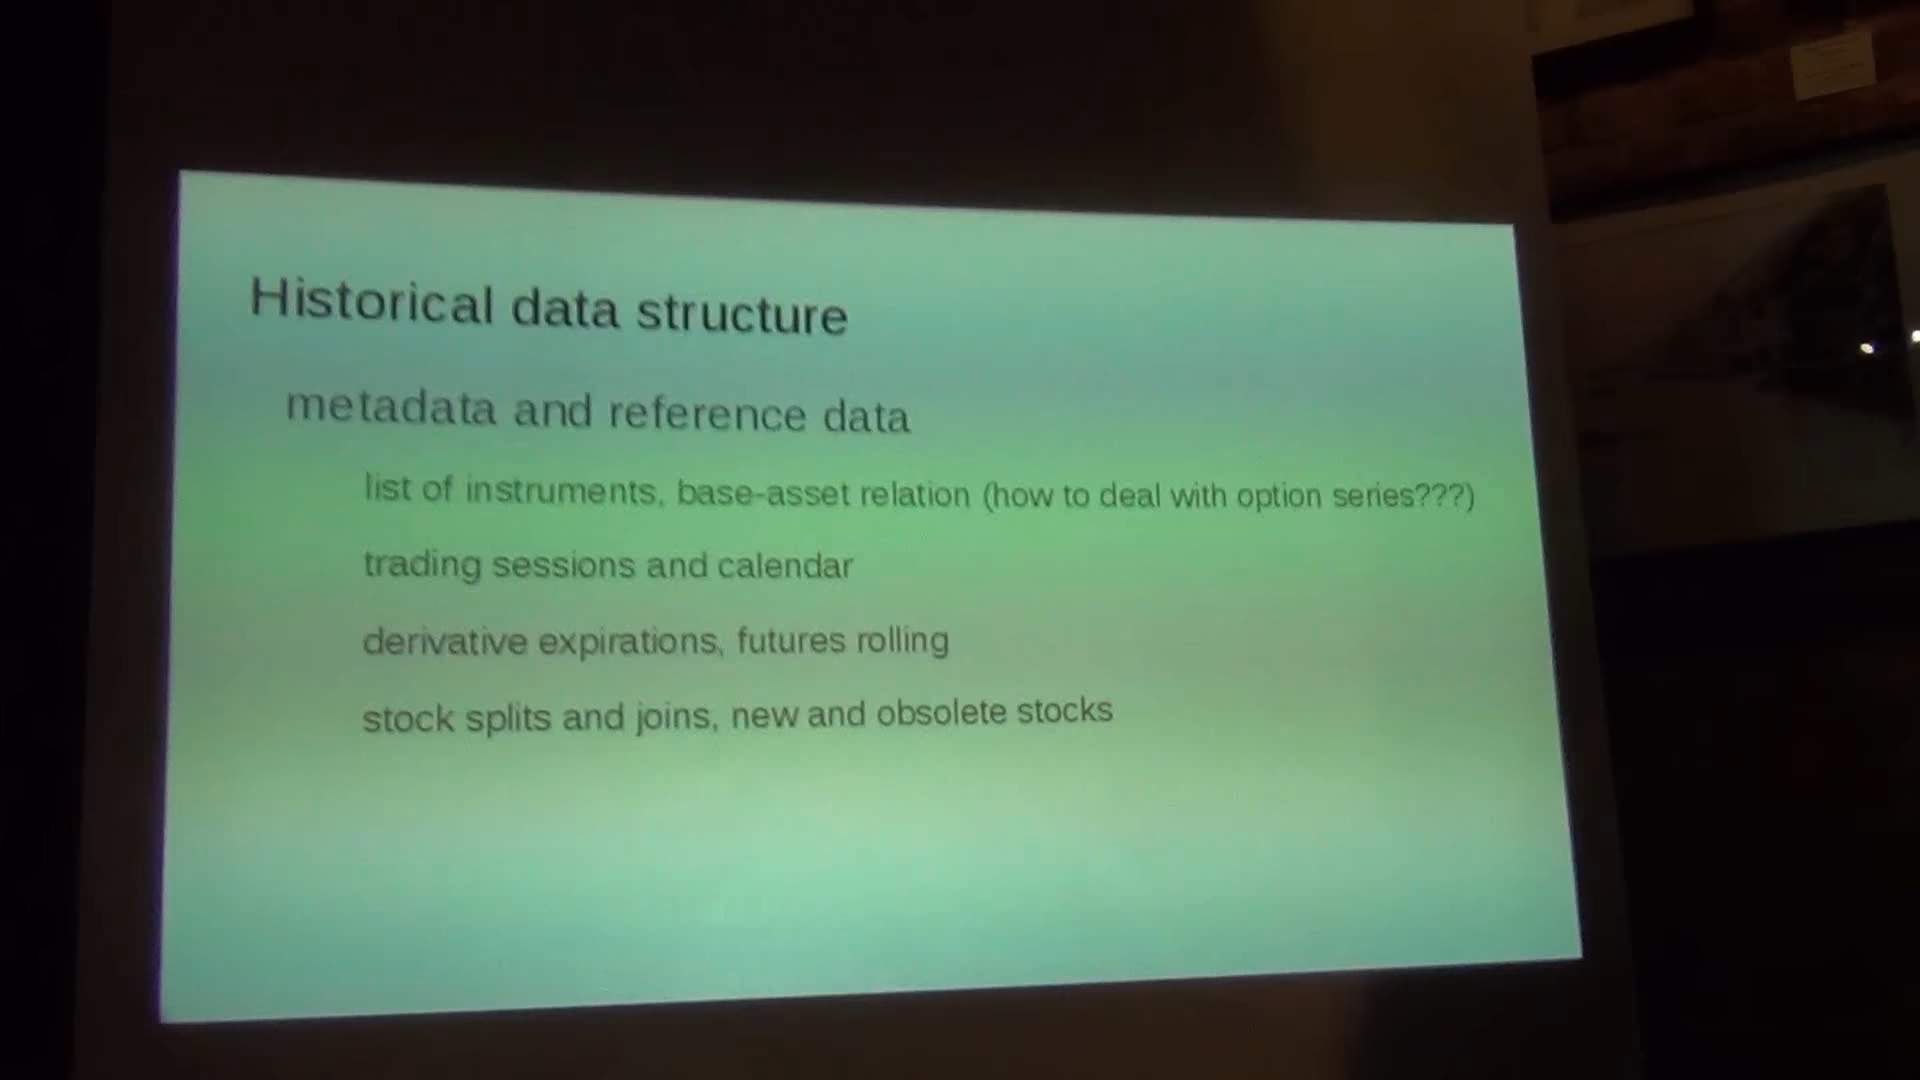 Historical data structure
metadata and reference data
list of instruments, base-asset relation (how to deal with option series???)
trading sessions and calendar
derivative expirations, futures rolling
stock splits and joins, new and obsolete stocks